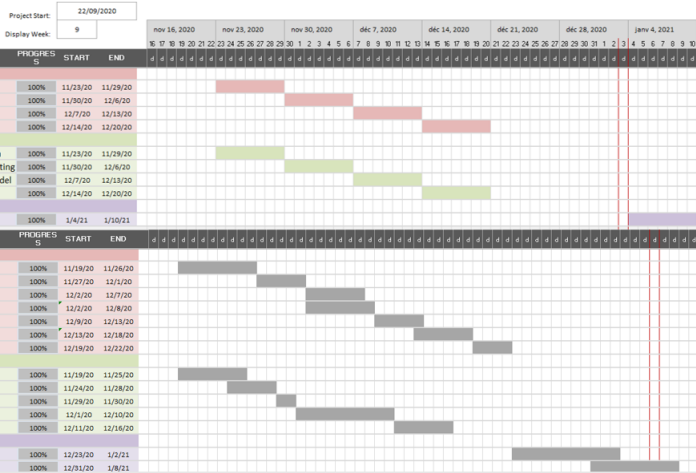 Project Start: 22/09/2020
Display Week: 9
nov 16, 2020 nov 23, 2020 nov 30, 2020 déc 7, 2020 déc 14, 2020 déc 21, 2020 déc 28, 2020 janv 4, 2021
16 17 18 19 20 21 22 23 24 25 26 27 28 29 30 1 2 3 4 5 6 7 8 9 10 11 12 13 14 15 16 17 18 19 20 21 22 23 24 25 26 27 28 29 30 31 1 2 3 4 5 6 7 8 9 10
PROGRES
S START END d d d d d d d d d d d d d d d d d d d d d d d d d d d d d d d d d d d d d d d d d d d d d d d d d d d d d d d d
100% 11/23/20 11/29/20
100% 11/30/20 12/6/20
100% 12/7/20 12/13/20
100% 12/14/20 12/20/20
100% 11/23/20 11/29/20
ting 100% 11/30/20 12/6/20
del 100% 12/7/20 12/13/20
100% 12/14/20 12/20/20
100% 1/4/21 1/10/21
PROGRES
S START END d d d d d d d d d d d d d d d d d d d d d d d d d d d d d d d d d d d d d d d d d d d d d d d d d d d d d d d d
100% 11/19/20 11/26/20
100% 11/27/20 12/1/20
100% 12/2/20 12/7/20
100% 12/2/20 12/8/20
100% 12/9/20 12/13/20
100% 12/13/20 12/18/20
100% 12/19/20 12/22/20
100% 11/19/20 11/25/20
100% 11/24/20 11/28/20
100% 11/29/20 11/30/20
100% 12/1/20 12/10/20
100% 12/11/20 12/16/20
100% 12/23/20 1/2/21
100% 12/31/20 1/8/21